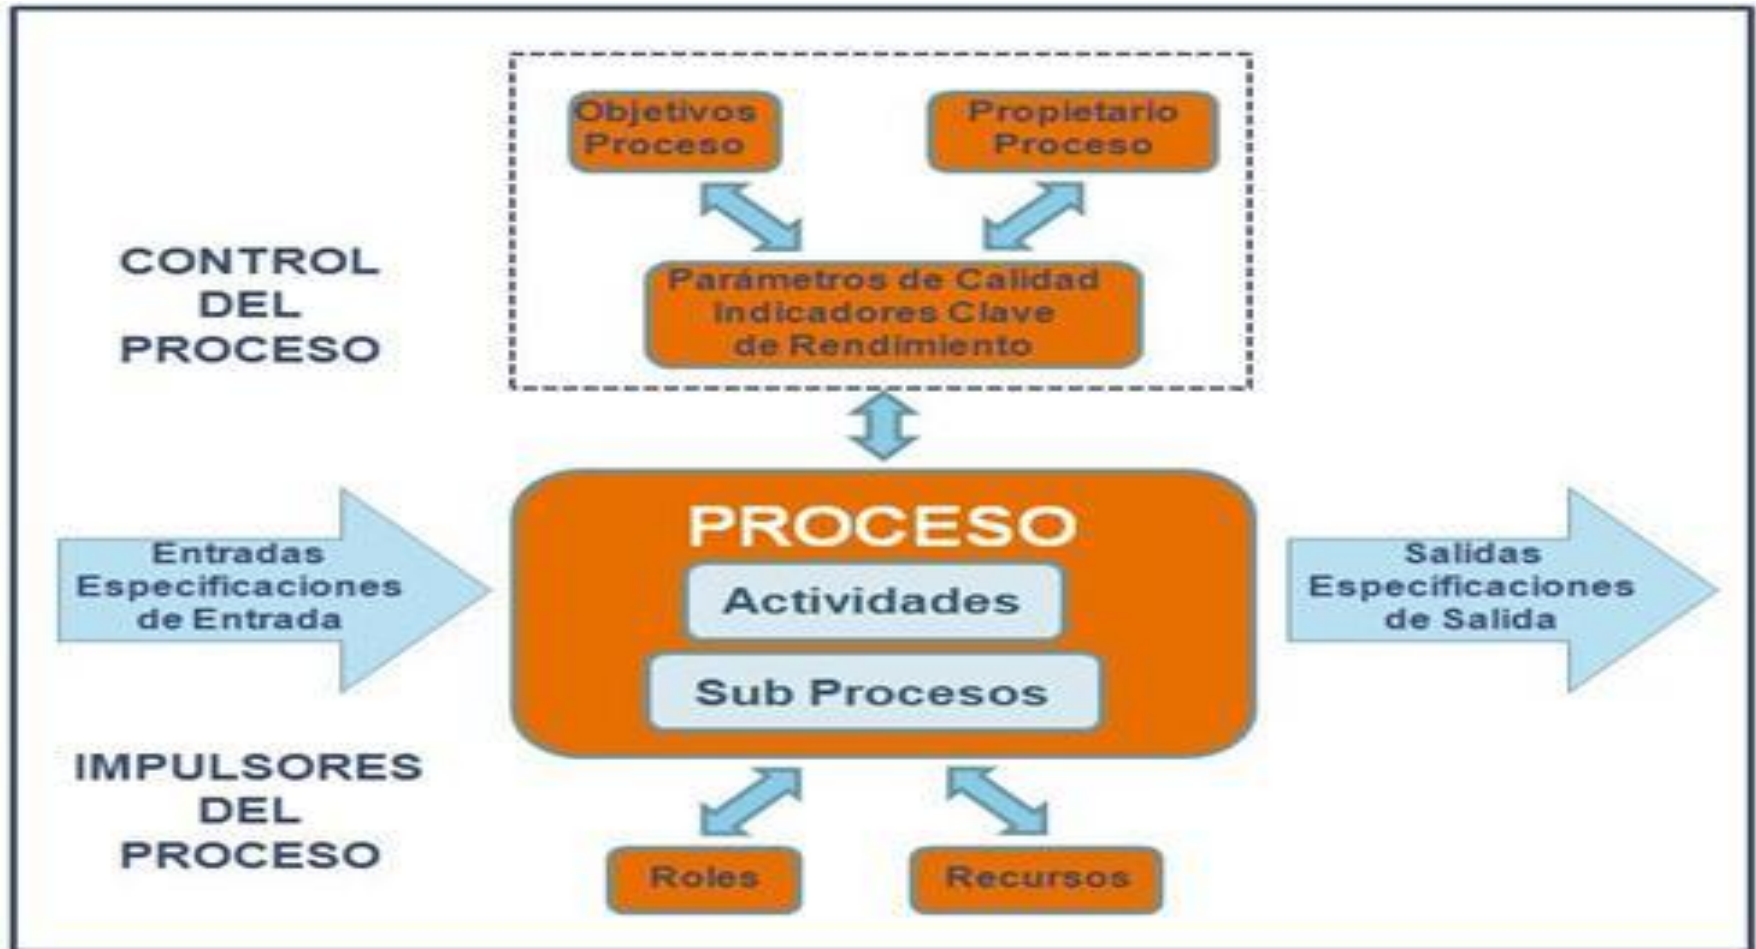 Objetivos
Proceso
Propietario
Proceso
Parámetros de Calidad
Indicadores Clave
de Rendimiento
CONTROL
DEL
PROCESO
Entradas
Especificaciones
de Entrada
PROCESO
Actividades
Sub Procesos
Salidas
Especificaciones
de Salida
IMPULSORES
DEL
PROCESO
Roles
Recursos